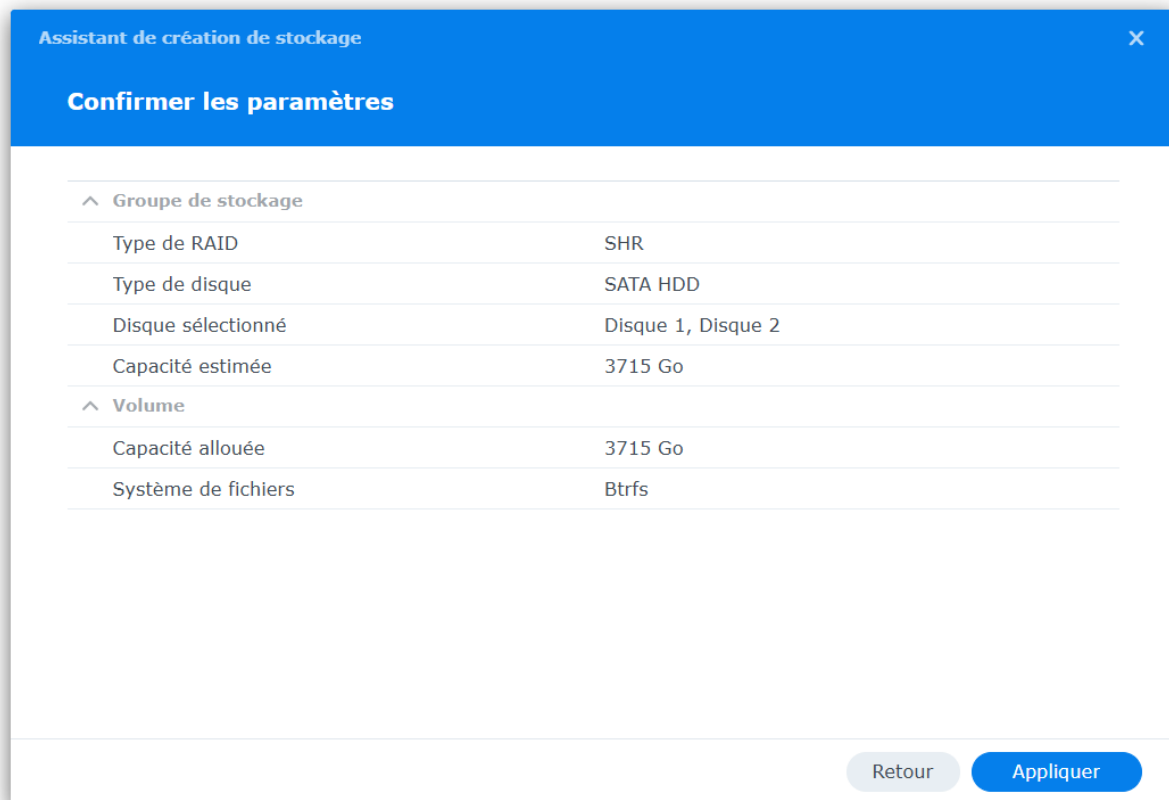 Assistant de création de stockage
Confirmer les paramètres
Groupe de stockage
Type de RAID SHR
Type de disque SATA HDD
Disque sélectionné Disque 1, Disque 2
Capacité estimée 3715 Go
Volume
Capacité allouée 3715 Go
Système de fichiers Btrfs
Retour Appliquer